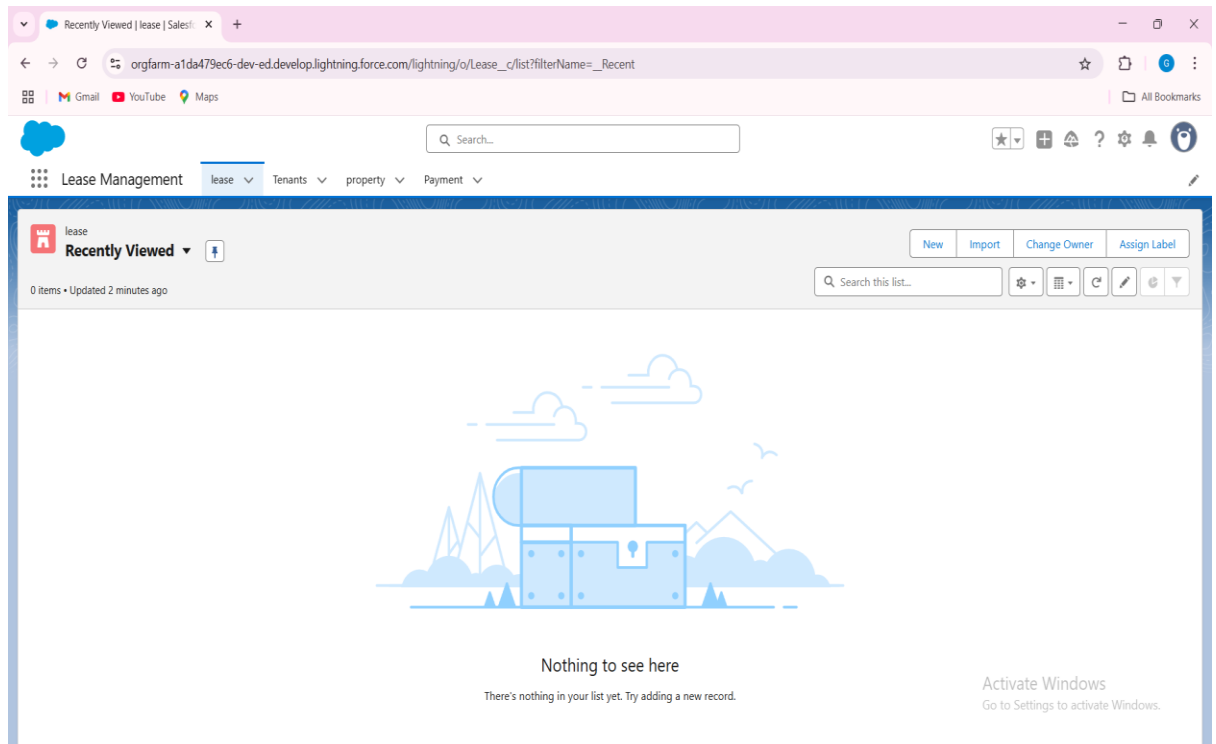 Recently Viewed | lease | Salesfo
orgfarm-a1da479ec6-dev-ed.develop.lightning.force.com/lightning/o/Lease__c/list?filterName=__Recent
G
Gmail YouTube Maps All Bookmarks
Search...
Lease Management lease Tenants property Payment
lease
Recently Viewed
New Import Change Owner Assign Label
0 items • Updated 2 minutes ago
Search this list...
Nothing to see here
There's nothing in your list yet. Try adding a new record.
Activate Windows
Go to Settings to activate Windows.